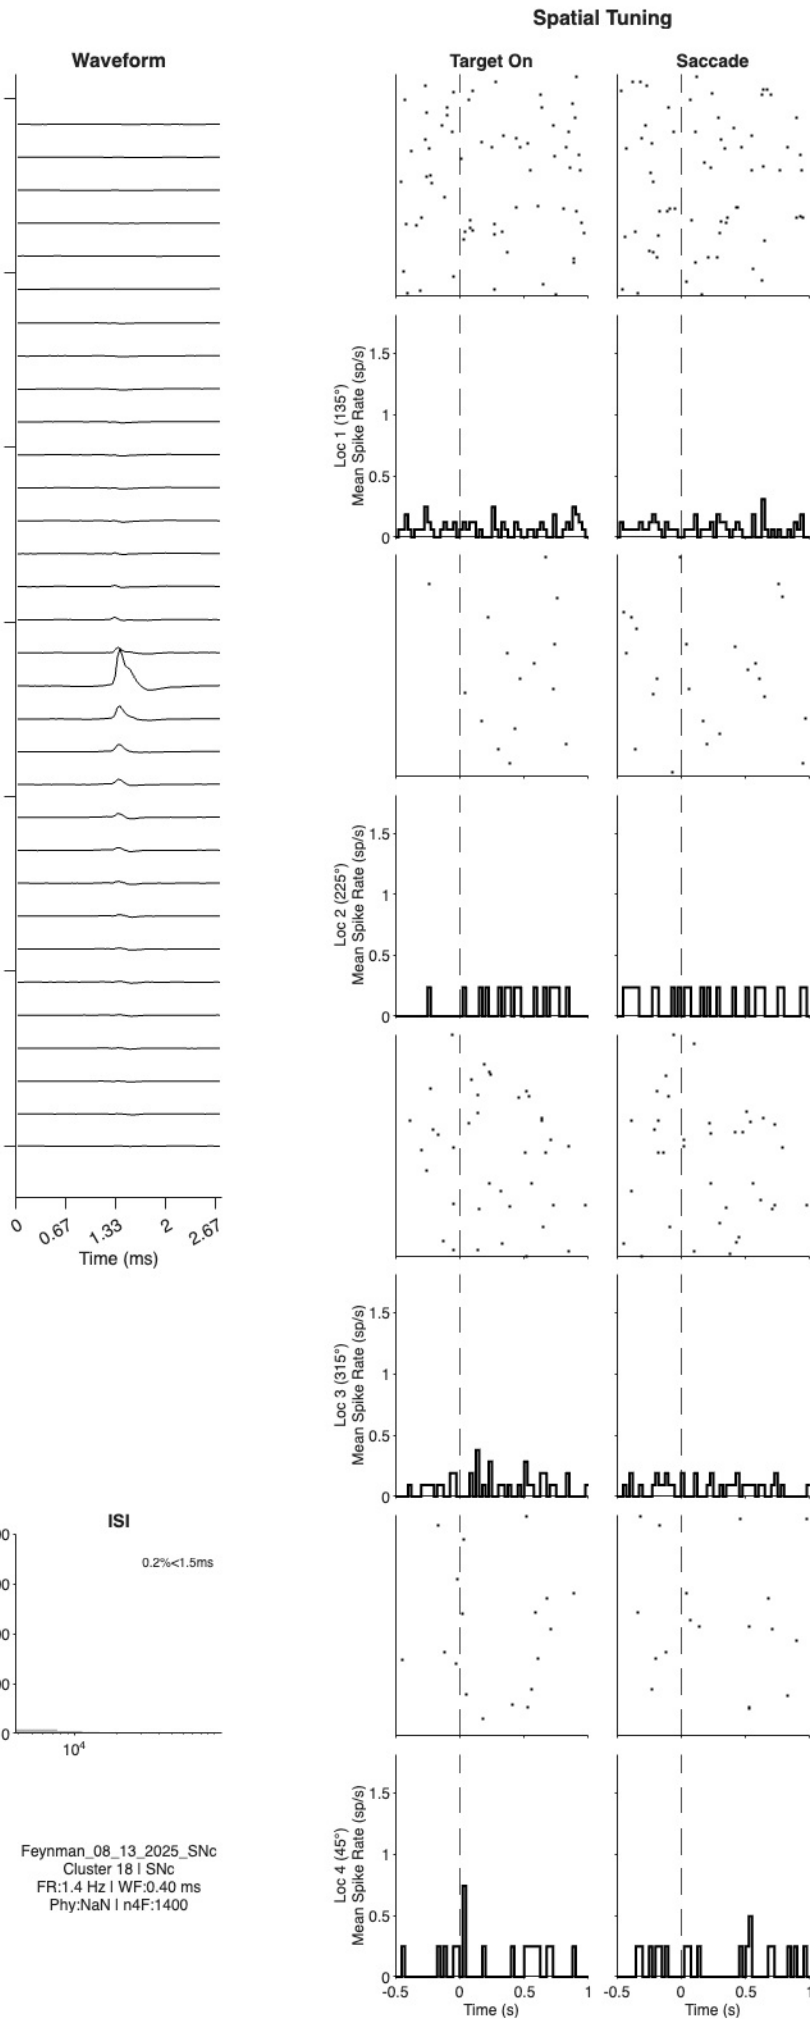 Spatial Tuning
Waveform
Target On
Saccade
Loc 1 (135°)
Mean Spike Rate (sp/s)
1.5
1
0.5
0
Loc 2 (225°)
Mean Spike Rate (sp/s)
1.5
1
0.5
0
Loc 3 (315°)
Mean Spike Rate (sp/s)
1.5
1
0.5
0
Loc 4 (45°)
Mean Spike Rate (sp/s)
1.5
1
0.5
0
-0.5 0 0.5 1
Time (s)
-0.5 0 0.5 1
Time (s)
0 0.67 1.33 2 2.67
Time (ms)
ISI
0.2%<1.5ms
0
10⁴
Feynman_08_13_2025_SNc
Cluster 18 | SNc
FR:1.4 Hz | WF:0.40 ms
Phy:NaN | n4F:1400